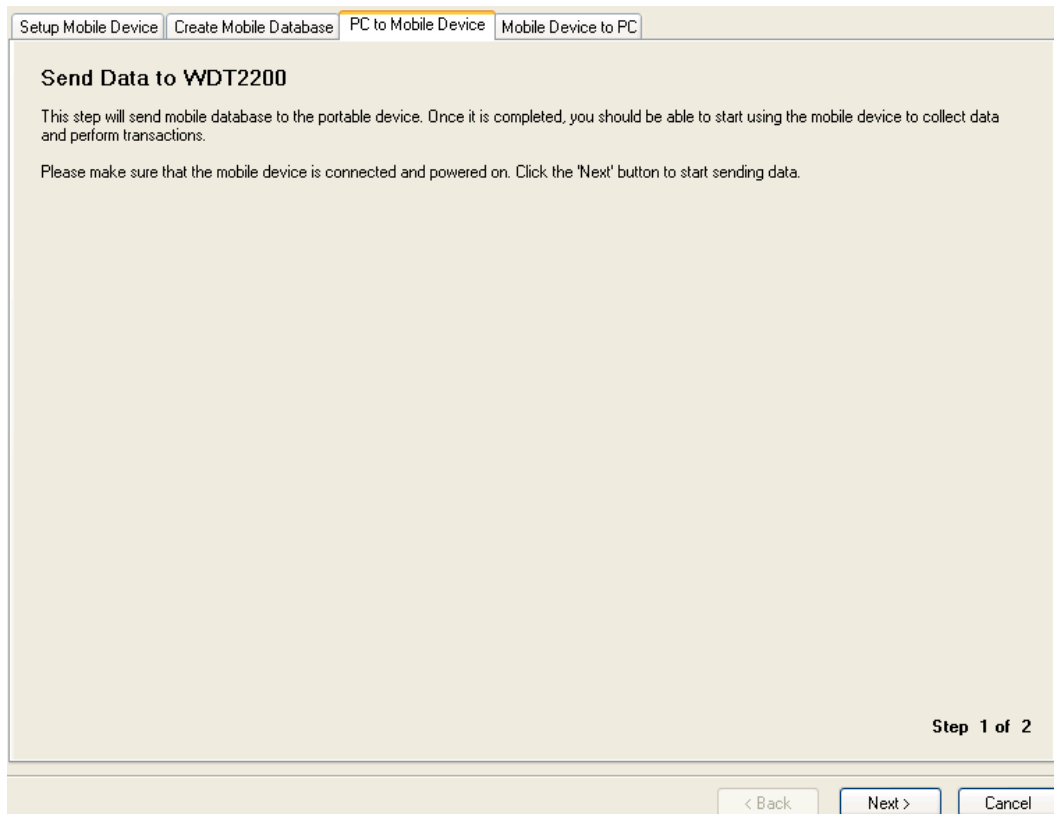 Setup Mobile Device Create Mobile Database PC to Mobile Device Mobile Device to PC
Send Data to WDT2200
This step will send mobile database to the portable device. Once it is completed, you should be able to start using the mobile device to collect data
and perform transactions.
Please make sure that the mobile device is connected and powered on. Click the 'Next' button to start sending data.
Step 1 of 2
< Back Next > Cancel